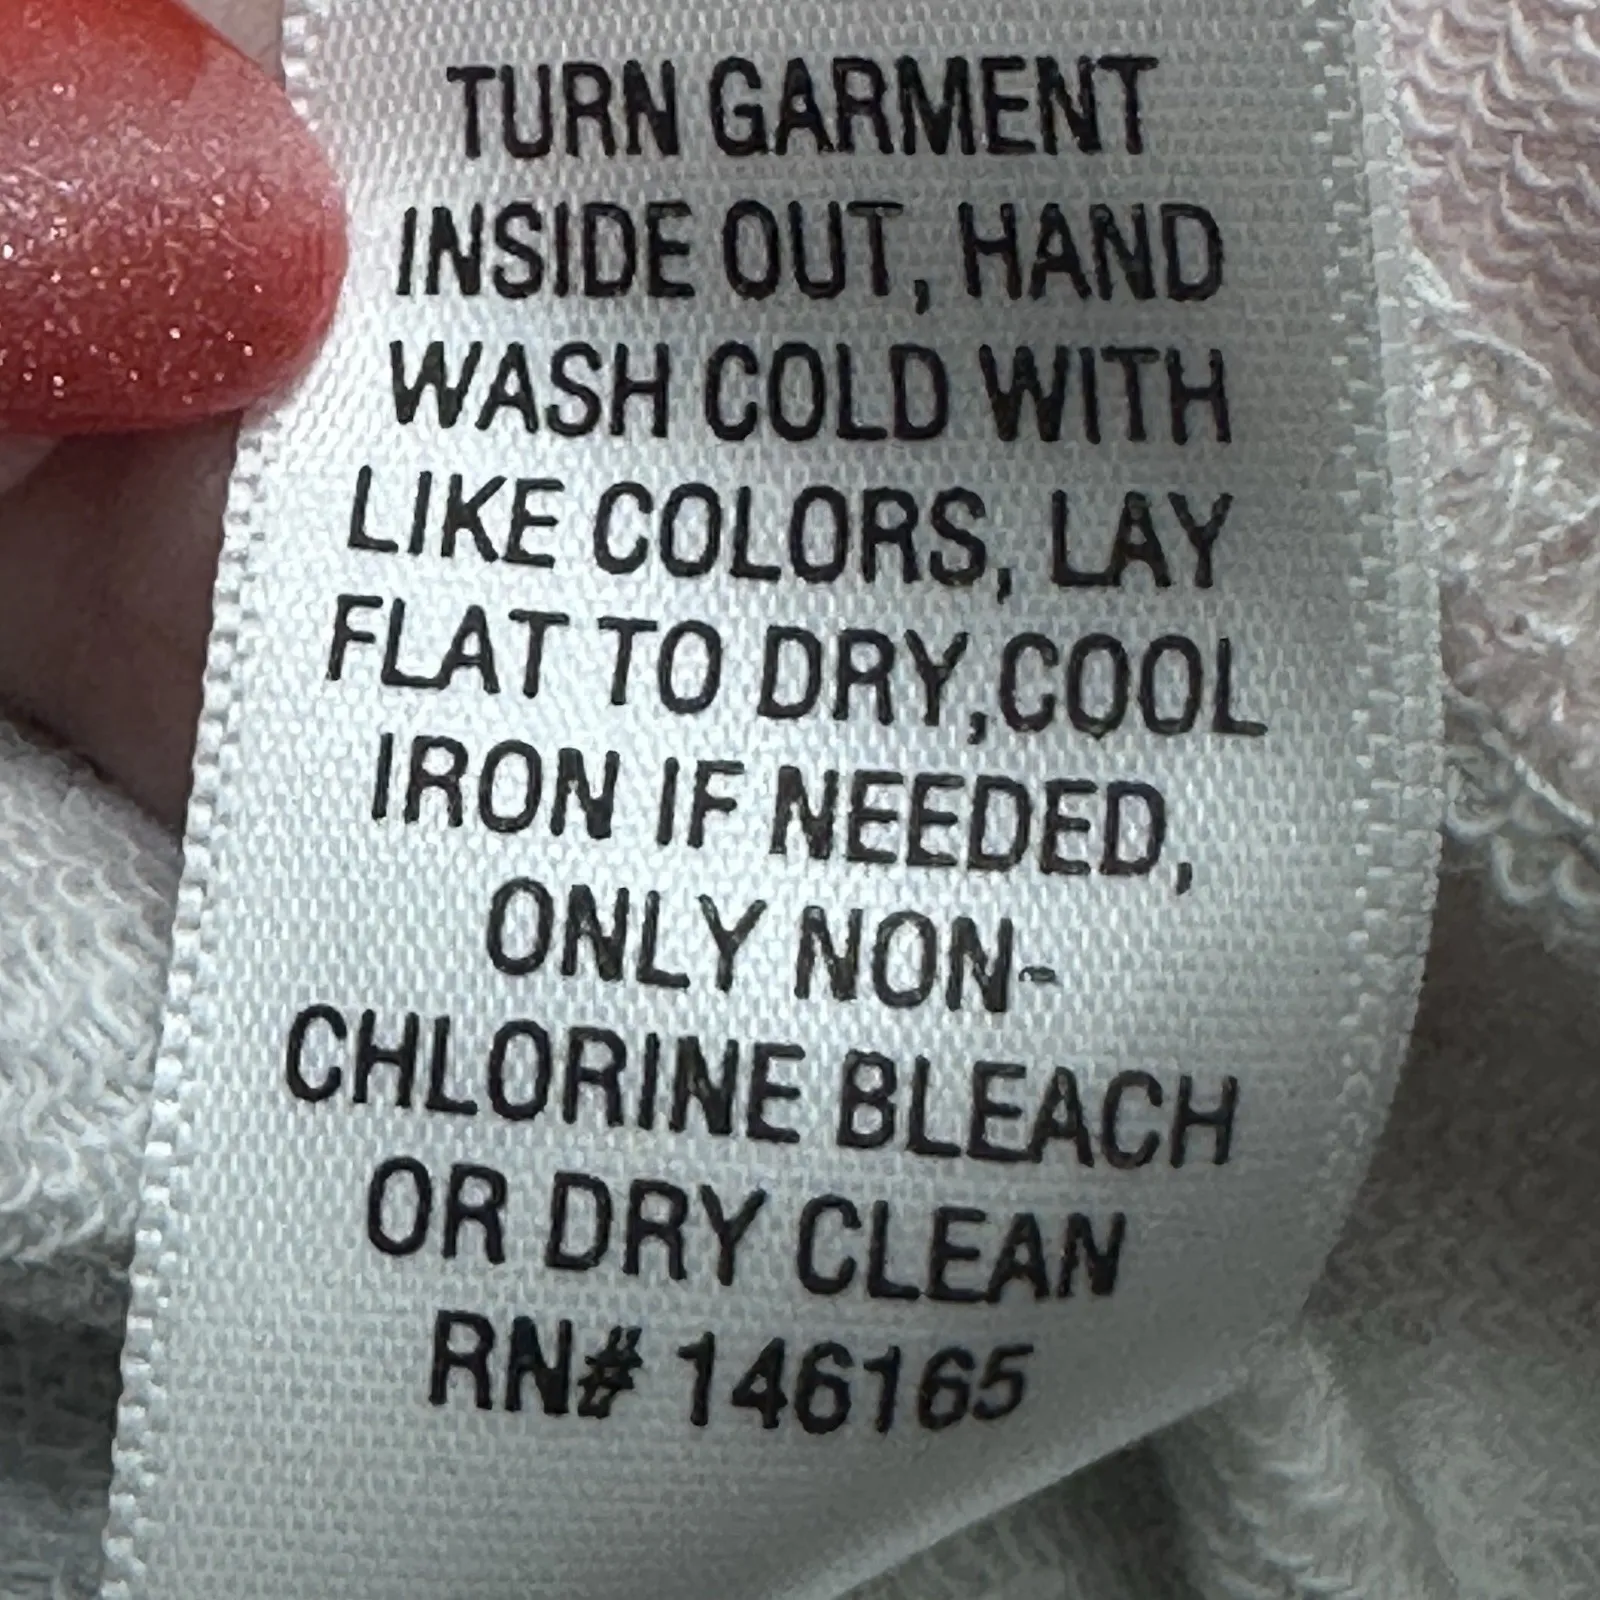 TURN GARMENT
INSIDE OUT, HAND
WASH COLD WITH
LIKE COLORS, LAY
FLAT TO DRY,COOL
IRON IF NEEDED,
ONLY NON-
CHLORINE BLEACH
OR DRY CLEAN
RN# 146165